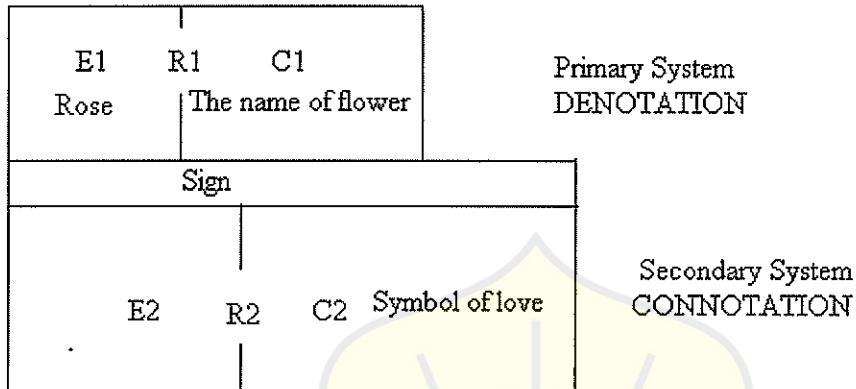 E1 R1 C1
Rose The name of flower
Primary System
DENOTATION
Sign
E2 R2 C2 Symbol of love
Secondary System
CONNOTATION